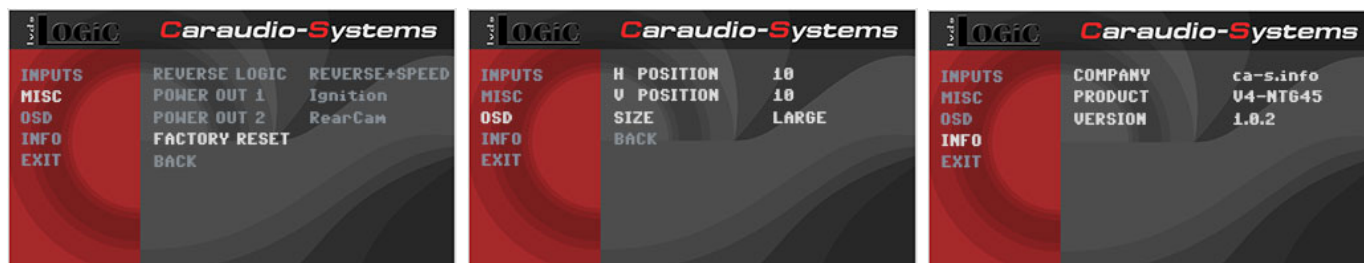 LOGiC Caraudio-Systems
INPUTS
MISC
OSD
INFO
EXIT
REVERSE LOGIC REVERSE+SPEED
POWER OUT 1 Ignition
POWER OUT 2 RearCam
FACTORY RESET
BACK
LOGiC Caraudio-Systems
INPUTS
MISC
OSD
INFO
EXIT
H POSITION 10
V POSITION 10
SIZE LARGE
BACK
LOGiC Caraudio-Systems
INPUTS
MISC
OSD
INFO
EXIT
COMPANY ca-s.info
PRODUCT V4-NTG45
VERSION 1.0.2